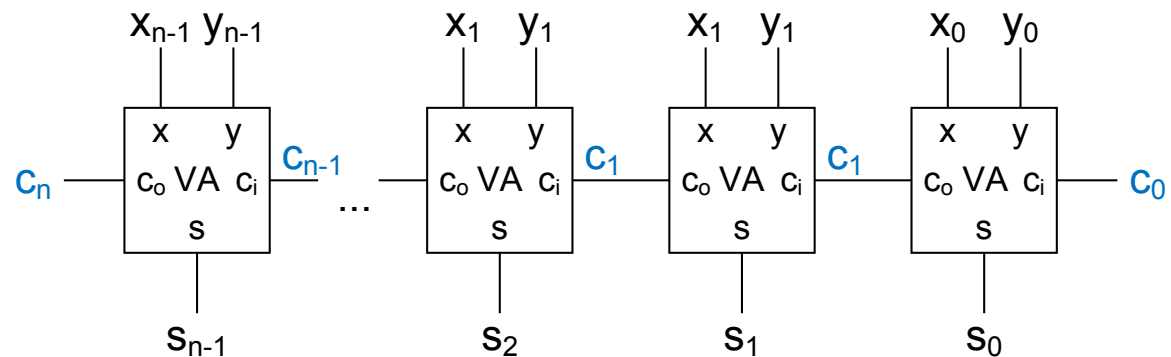 xₙ₋₁ yₙ₋₁ x₁ y₁ x₁ y₁ x₀ y₀
x y x y x y x y
cₙ cₒ VA cᵢ cₙ₋₁ ... cₒ VA cᵢ c₁ cₒ VA cᵢ c₁ cₒ VA cᵢ c₀
s s s s
sₙ₋₁ s₂ s₁ s₀